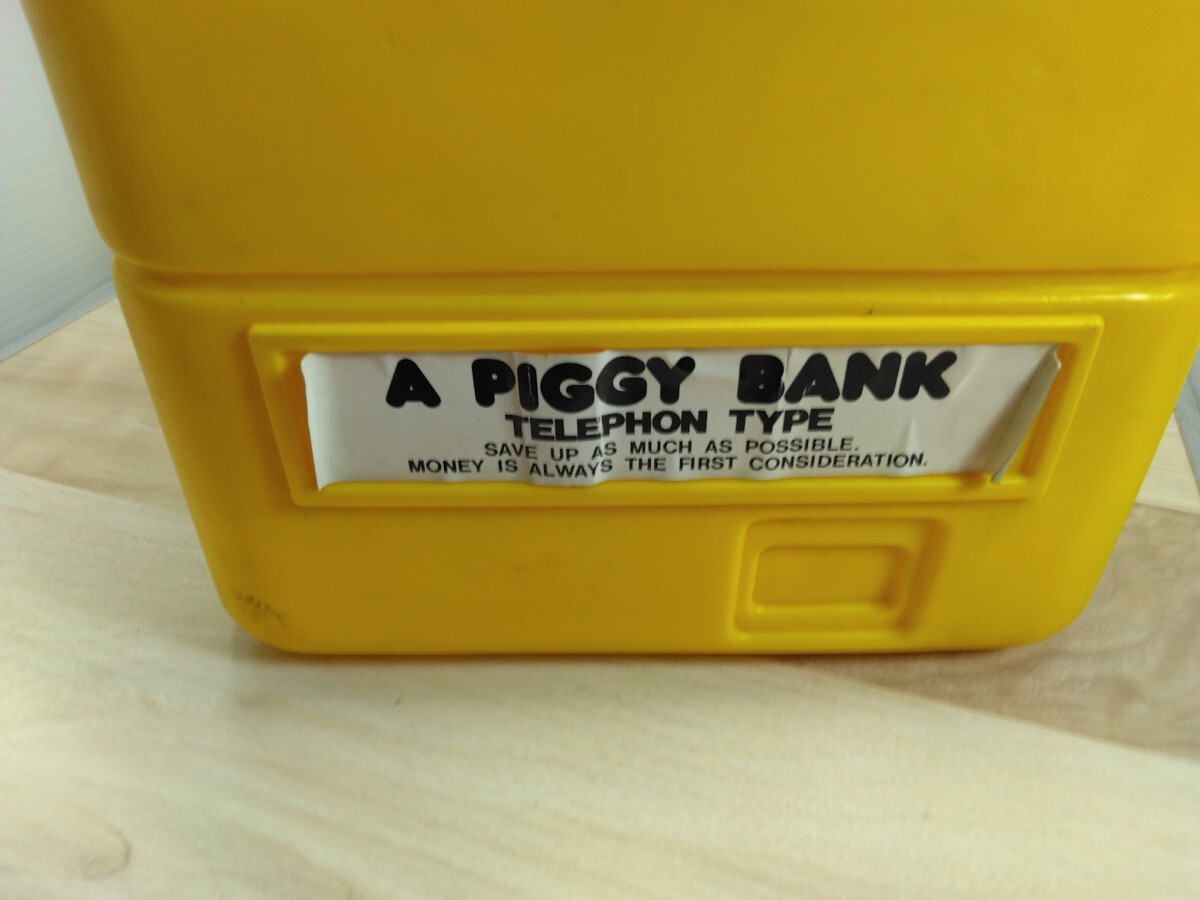 A PIGGY BANK
TELEPHON TYPE
SAVE UP AS MUCH AS POSSIBLE.
MONEY IS ALWAYS THE FIRST CONSIDERATION.